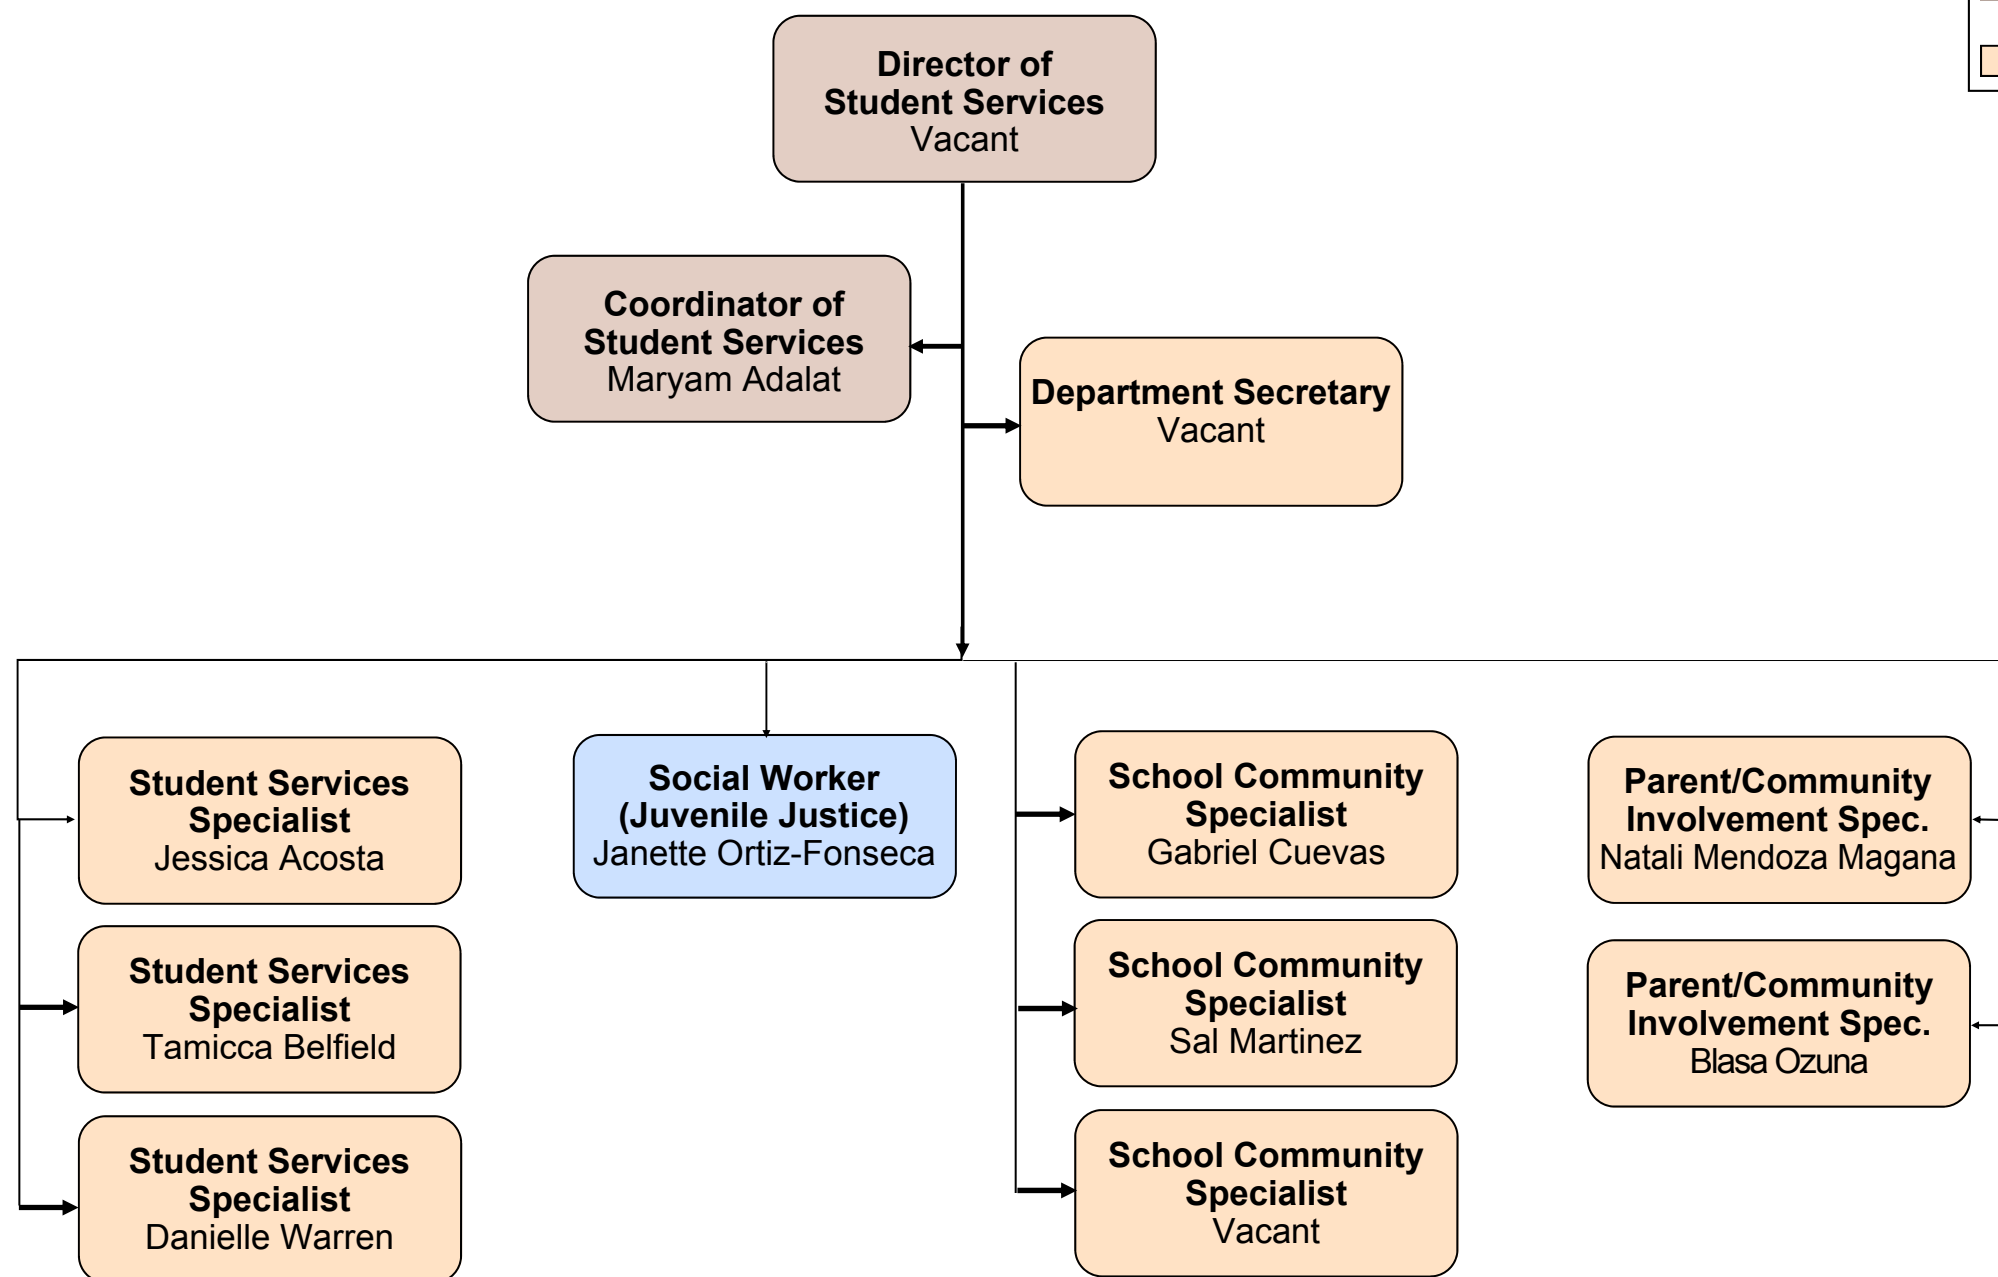 Director of
Student Services
Vacant
Coordinator of
Student Services
Maryam Adalat
Department Secretary
Vacant
Student Services
Specialist
Jessica Acosta
Social Worker
(Juvenile Justice)
Janette Ortiz-Fonseca
School Community
Specialist
Gabriel Cuevas
Parent/Community
Involvement Spec.
Natali Mendoza Magana
Student Services
Specialist
Tamicca Belfield
School Community
Specialist
Sal Martinez
Parent/Community
Involvement Spec.
Blasa Ozuna
Student Services
Specialist
Danielle Warren
School Community
Specialist
Vacant